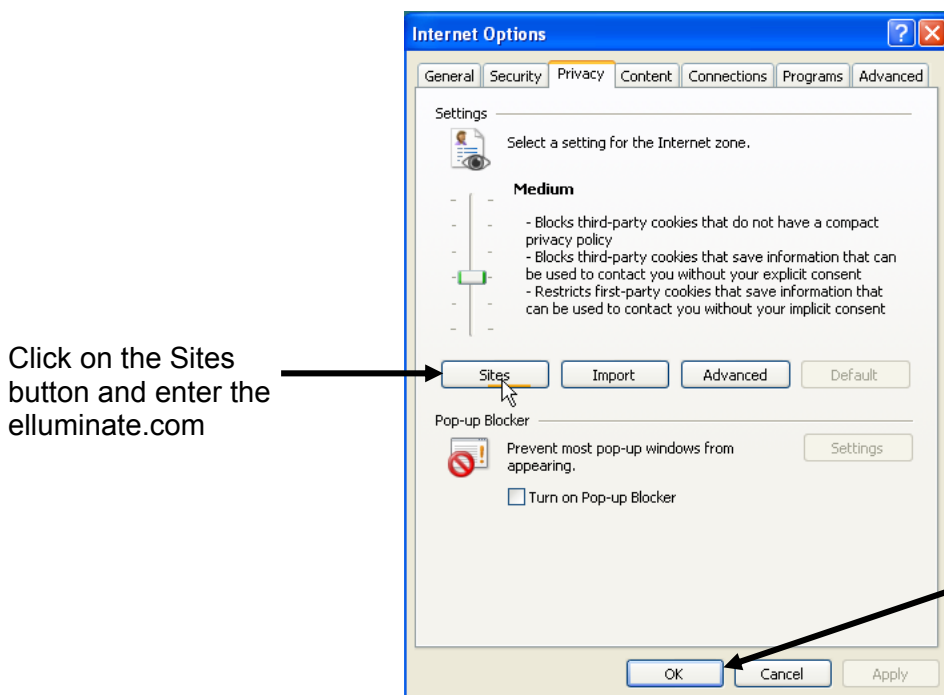 Internet Options
General Security Privacy Content Connections Programs Advanced
Settings
Select a setting for the Internet zone.
Medium
- Blocks third-party cookies that do not have a compact
privacy policy
- Blocks third-party cookies that save information that can
be used to contact you without your explicit consent
- Restricts first-party cookies that save information that
can be used to contact you without your implicit consent
Click on the Sites
button and enter the
elluminate.com
Sites Import Advanced Default
Pop-up Blocker
Prevent most pop-up windows from
appearing.
Settings
Turn on Pop-up Blocker
OK Cancel Apply